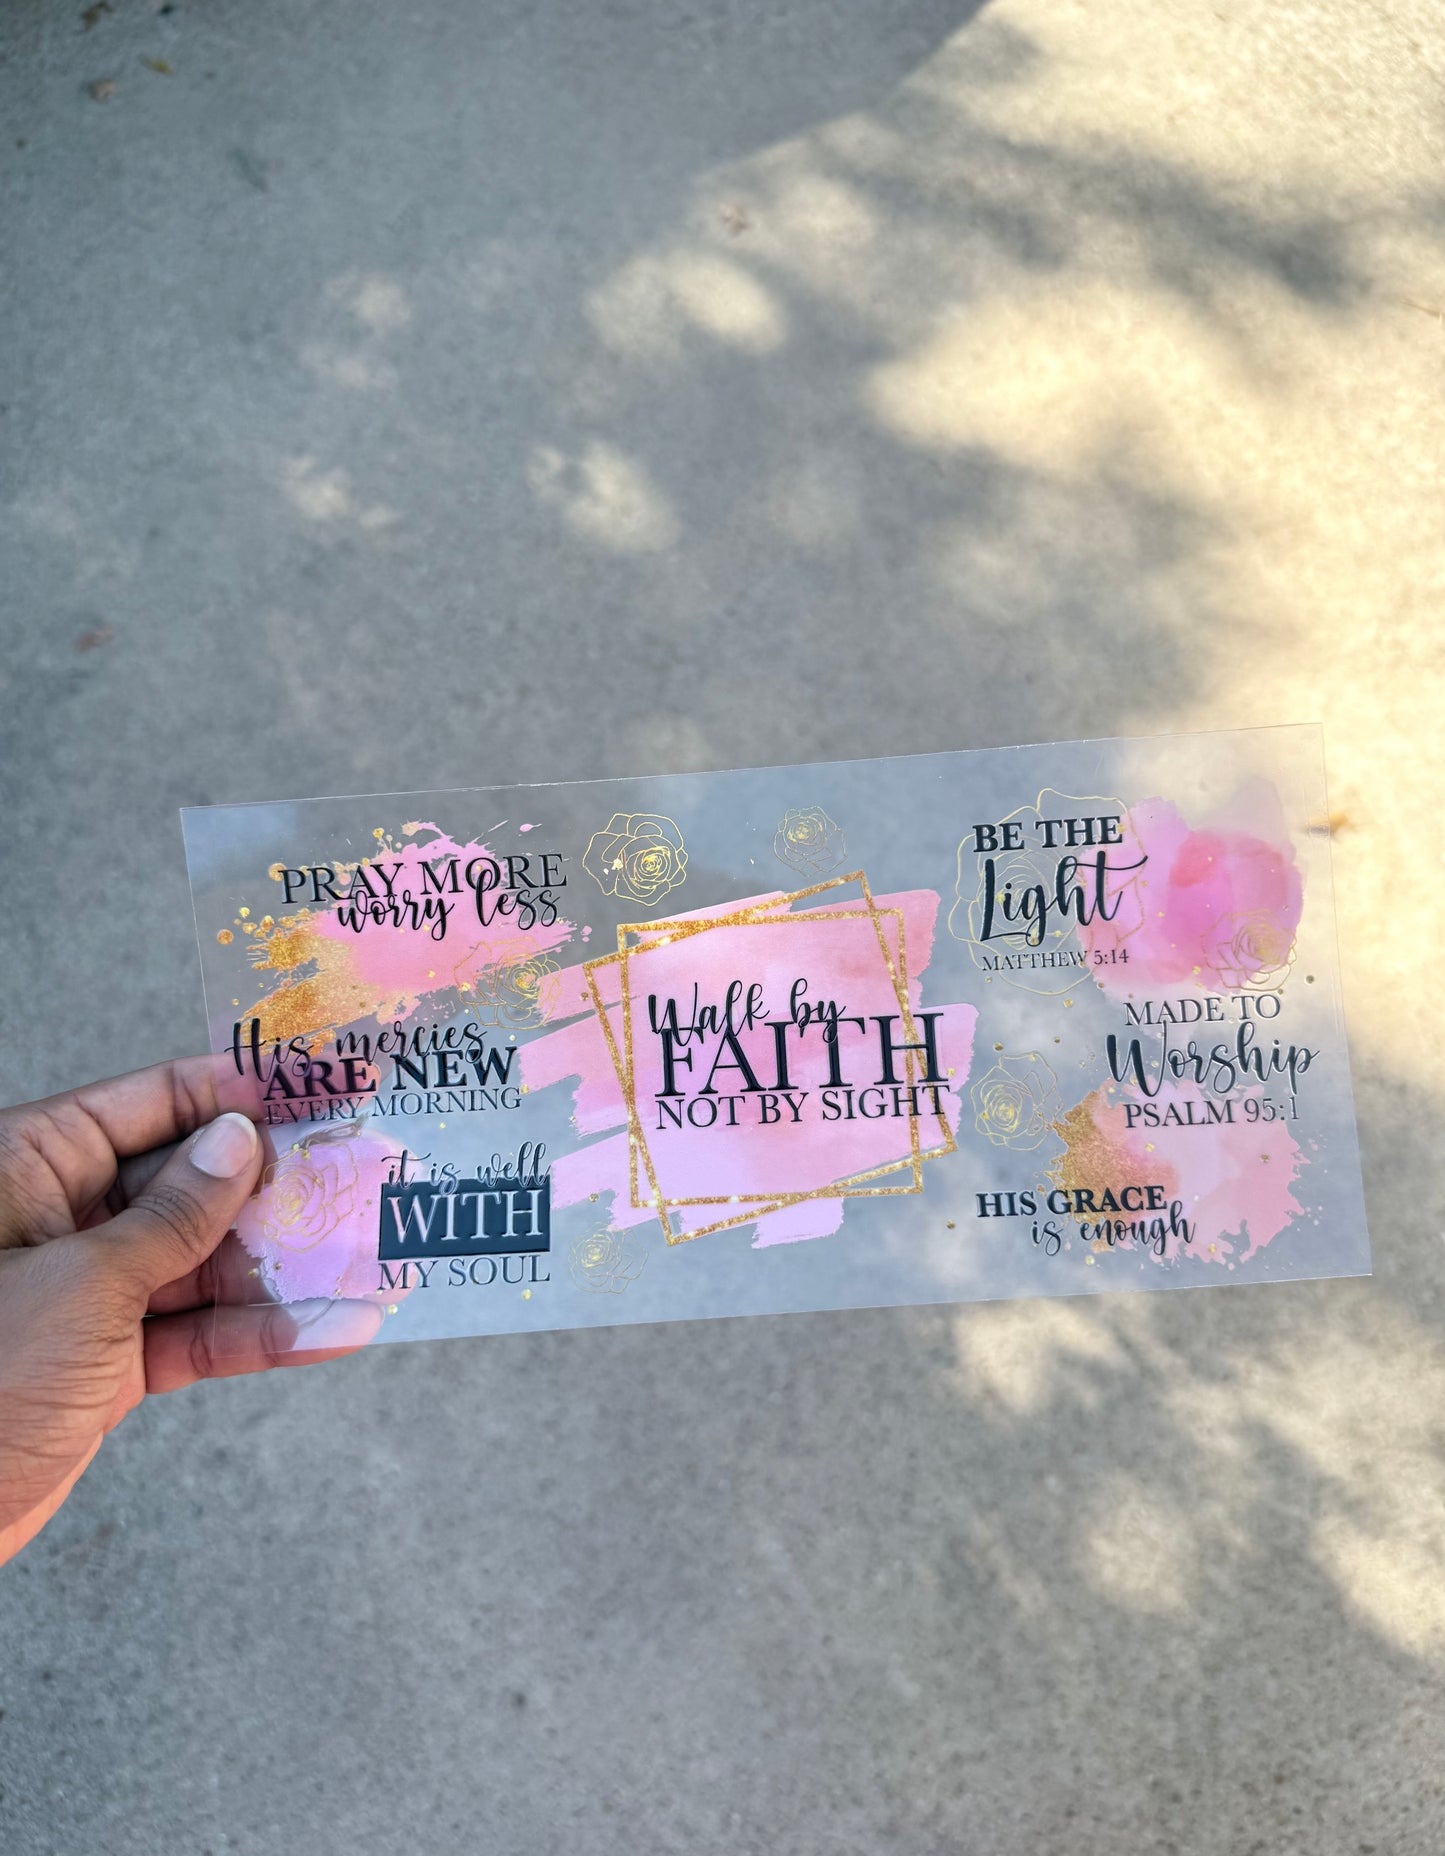 PRAY MORE
worry less
His mercies
ARE NEW
EVERY MORNING
it is well
WITH
MY SOUL
Walk by
FAITH
NOT BY SIGHT
BE THE
Light
MATTHEW 5:14
MADE TO
Worship
PSALM 95:1
HIS GRACE
is enough